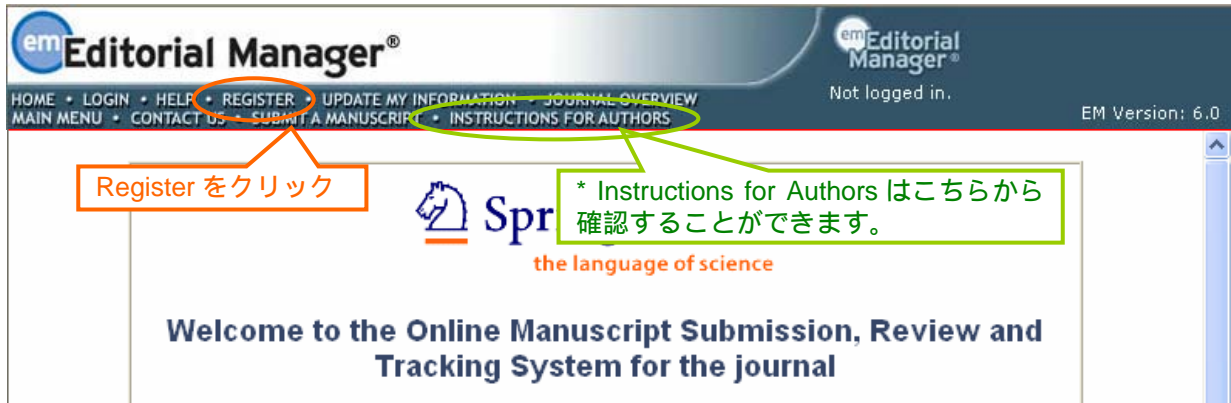 em Editorial Manager®
em Editorial
Manager®
HOME • LOGIN • HELP • REGISTER • UPDATE MY INFORMATION • JOURNAL OVERVIEW
Not logged in.
MAIN MENU • CONTACT US • SUBMIT A MANUSCRIPT • INSTRUCTIONS FOR AUTHORS
EM Version: 6.0
Register をクリック
* Instructions for Authors はこちらから
確認することができます。
the language of science
Welcome to the Online Manuscript Submission, Review and
Tracking System for the journal